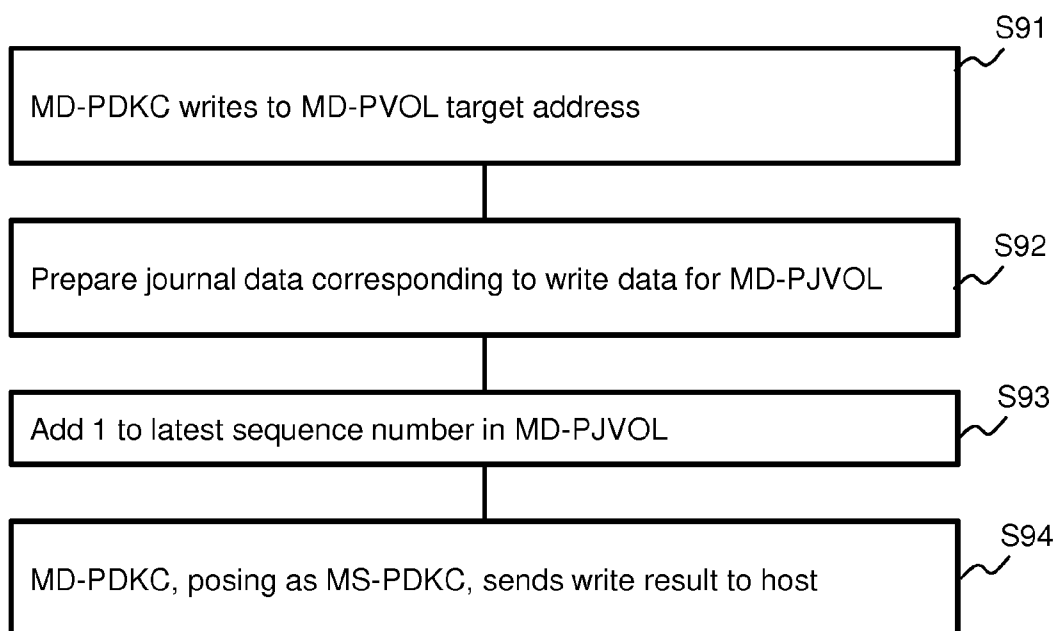 S91
MD-PDKC writes to MD-PVOL target address
S92
Prepare journal data corresponding to write data for MD-PJVOL
S93
Add 1 to latest sequence number in MD-PJVOL
S94
MD-PDKC, posing as MS-PDKC, sends write result to host